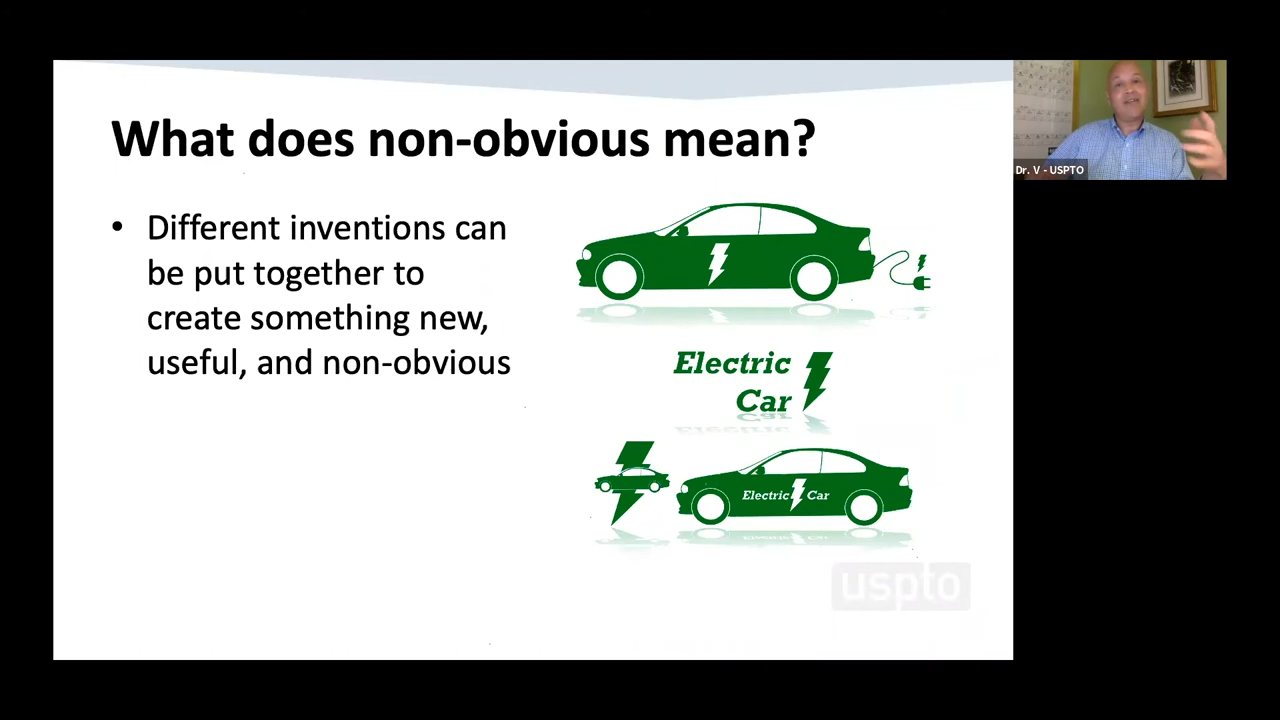 What does non-obvious mean?
• Different inventions can
be put together to
create something new,
useful, and non-obvious
Electric
Car
Electric Car
uspto
Dr. V - USPTO